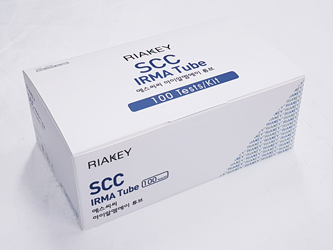 RIAKEY
SCC
IRMA Tube
에스씨씨 아이알엠에이 튜브
100 Tests/Kit
RIAKEY
SCC
IRMA Tube 100
에스씨씨
아이알엠에이 튜브